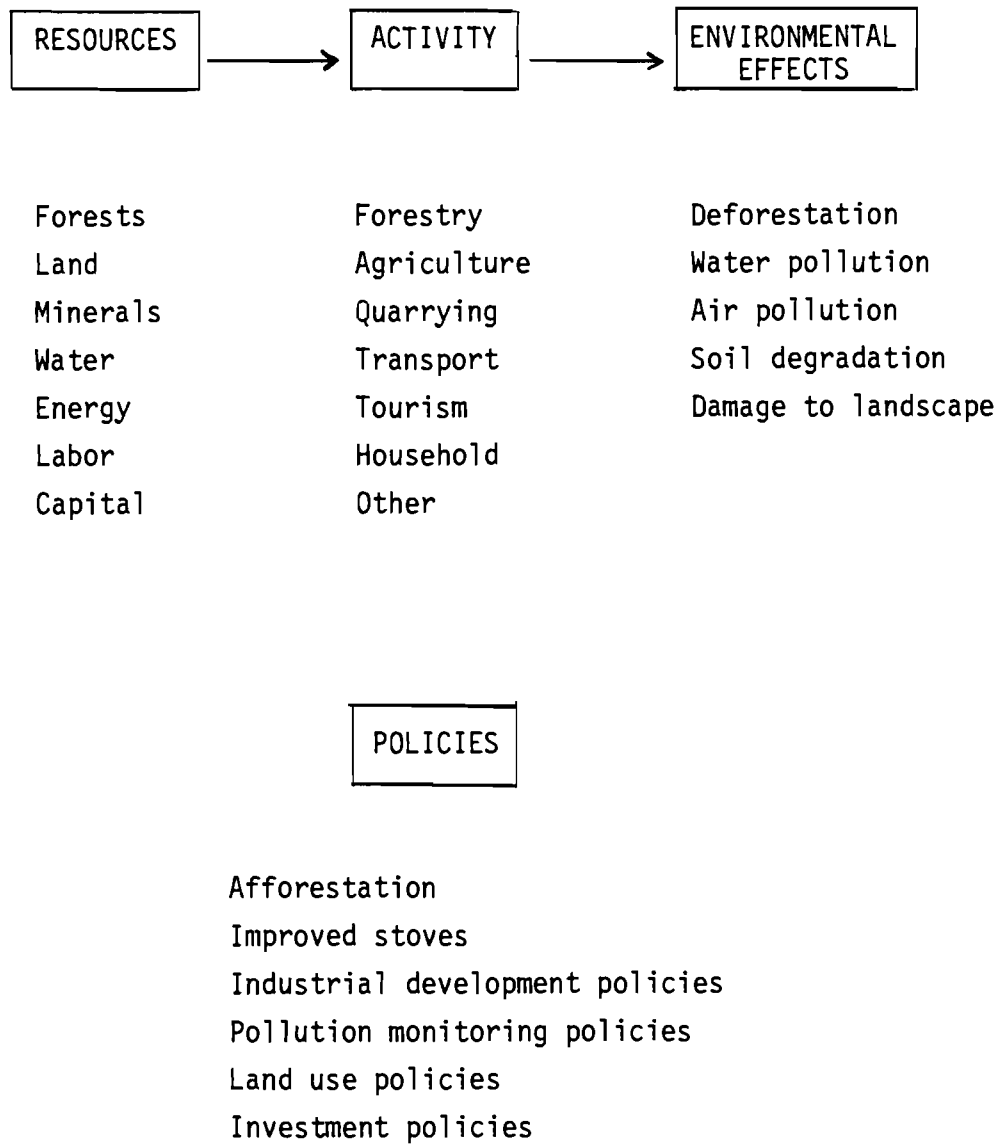 RESOURCES
ACTIVITY
ENVIRONMENTAL
EFFECTS
Forests
Land
Minerals
Water
Energy
Labor
Capital
Forestry
Agriculture
Quarrying
Transport
Tourism
Household
Other
Deforestation
Water pollution
Air pollution
Soil degradation
Damage to landscape
POLICIES
Afforestation
Improved stoves
Industrial development policies
Pollution monitoring policies
Land use policies
Investment policies